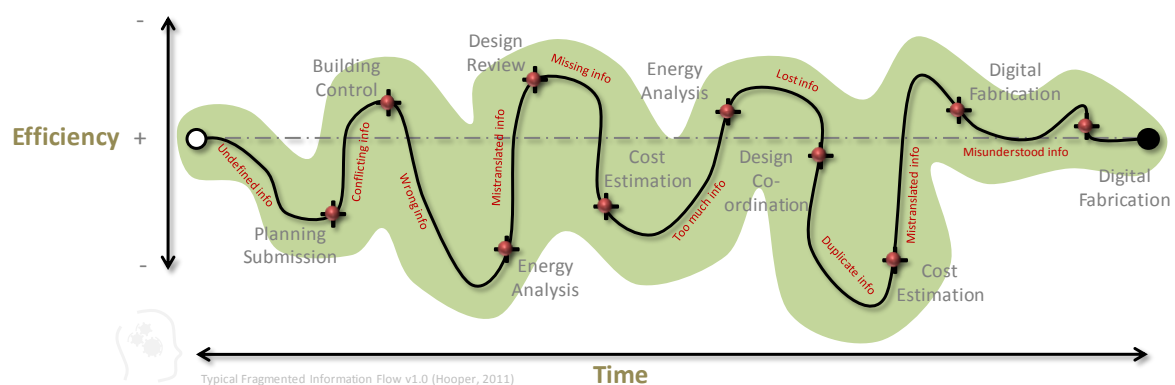 -
Efficiency
+
-
Undefined info
Planning
Submission
Conflicting info
Building
Control
Wrong info
Energy
Analysis
Mistranslated info
Design
Review
Missing info
Cost
Estimation
Too much info
Energy
Analysis
Lost info
Design
Co-
ordination
Duplicate info
Cost
Estimation
Mistranslated info
Digital
Fabrication
Misunderstood info
Digital
Fabrication
Time
Typical Fragmented Information Flow v1.0 (Hooper, 2011)